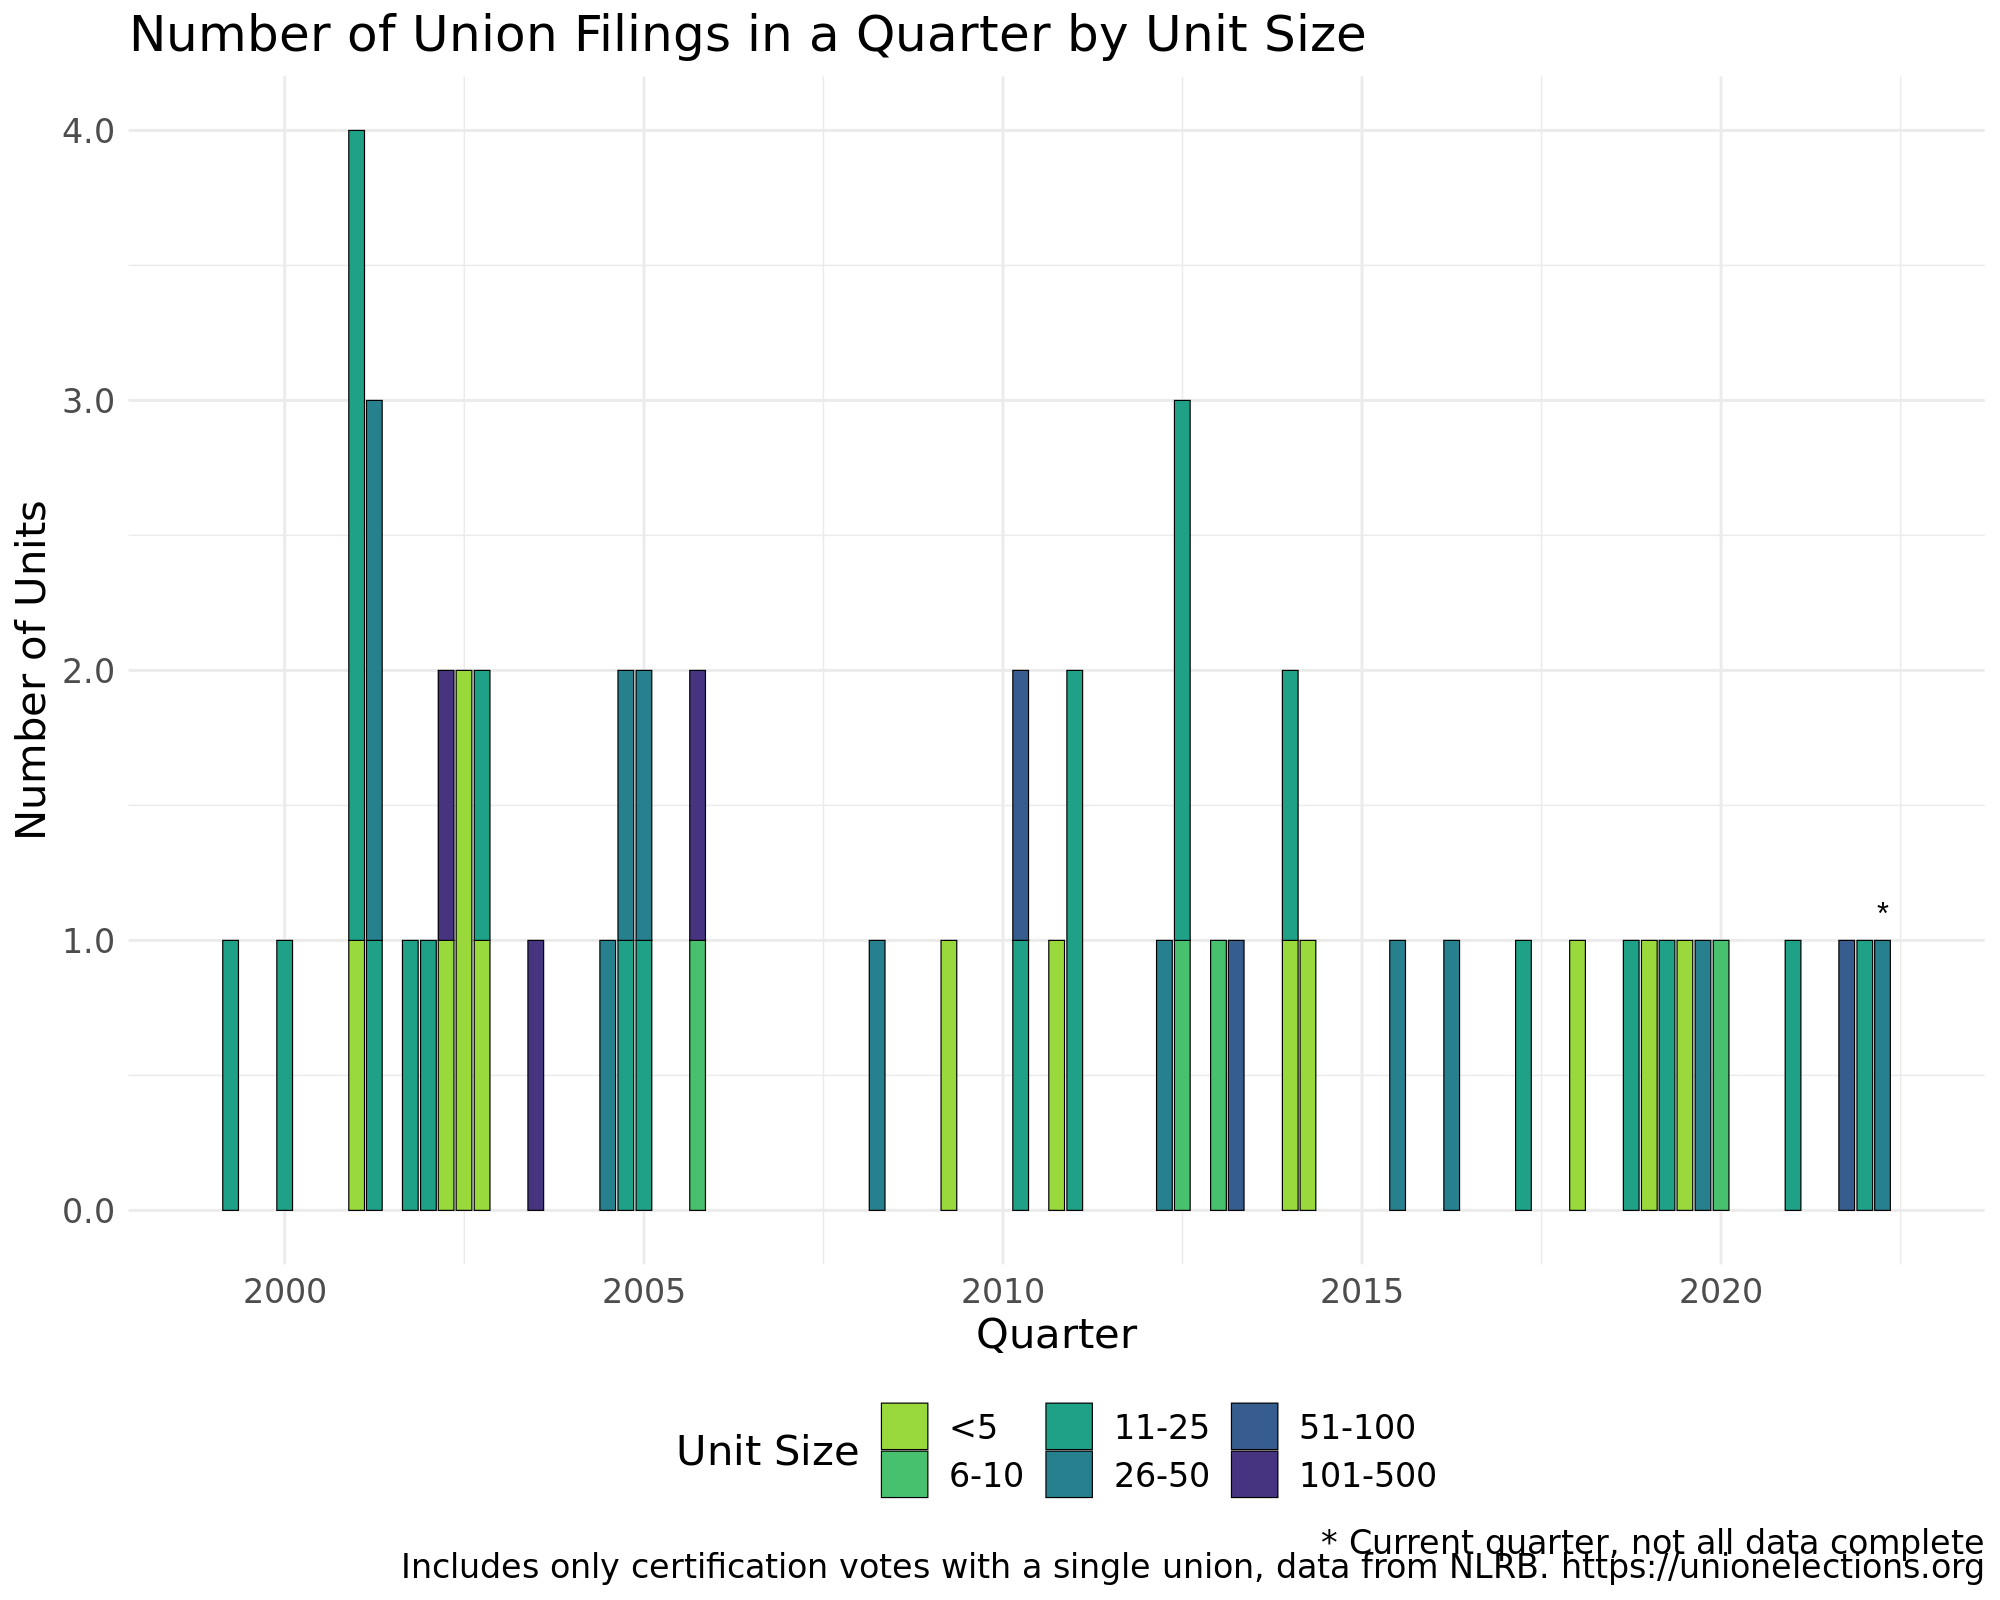 Number of Union Filings in a Quarter by Unit Size
Number of Units
4.0
3.0
2.0
1.0
0.0
*
2000 2005 2010 2015 2020
Quarter
Unit Size
<5 11-25 51-100
6-10 26-50 101-500
* Current quarter, not all data complete
Includes only certification votes with a single union, data from NLRB. https://unionelections.org